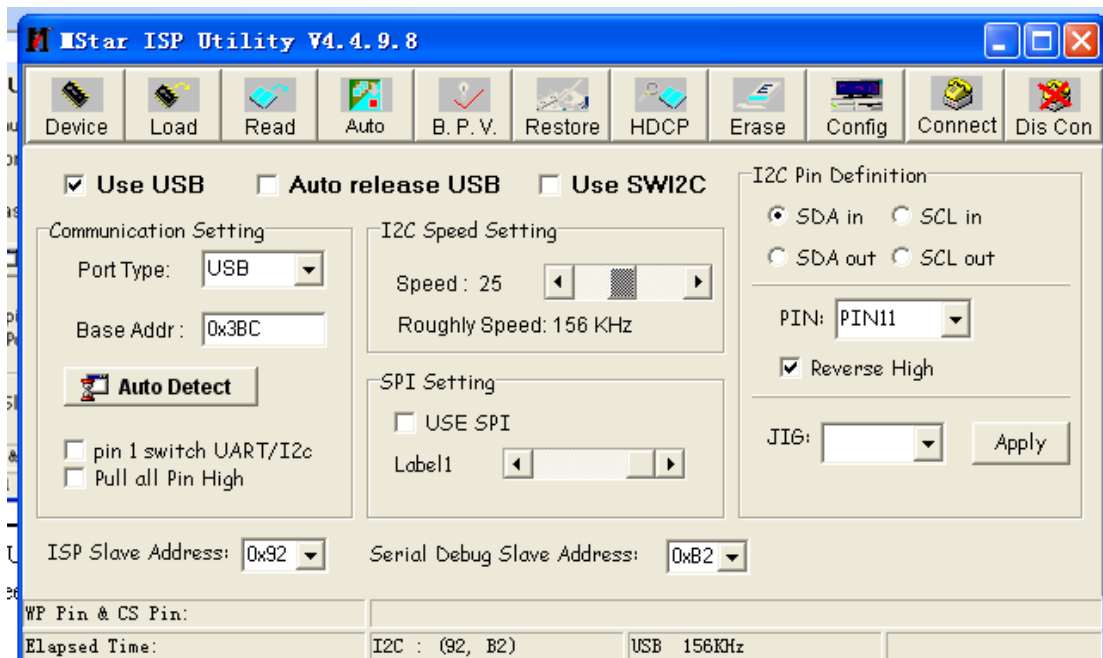 MStar ISP Utility V4.4.9.8
Device Load Read Auto B.P.V. Restore HDCP Erase Config Connect Dis Con
Use USB Auto release USB Use SWI2C
I2C Pin Definition
SDA in SCL in
SDA out SCL out
Communication Setting
Port Type: USB
Base Addr: 0x3BC
Auto Detect
pin 1 switch UART/I2c
Pull all Pin High
I2C Speed Setting
Speed : 25
Roughly Speed: 156 KHz
SPI Setting
USE SPI
Label1
PIN: PIN11
Reverse High
JIG: Apply
ISP Slave Address: 0x92 Serial Debug Slave Address: 0xB2
WP Pin & CS Pin:
Elapsed Time: I2C : (92, B2) USB 156KHz